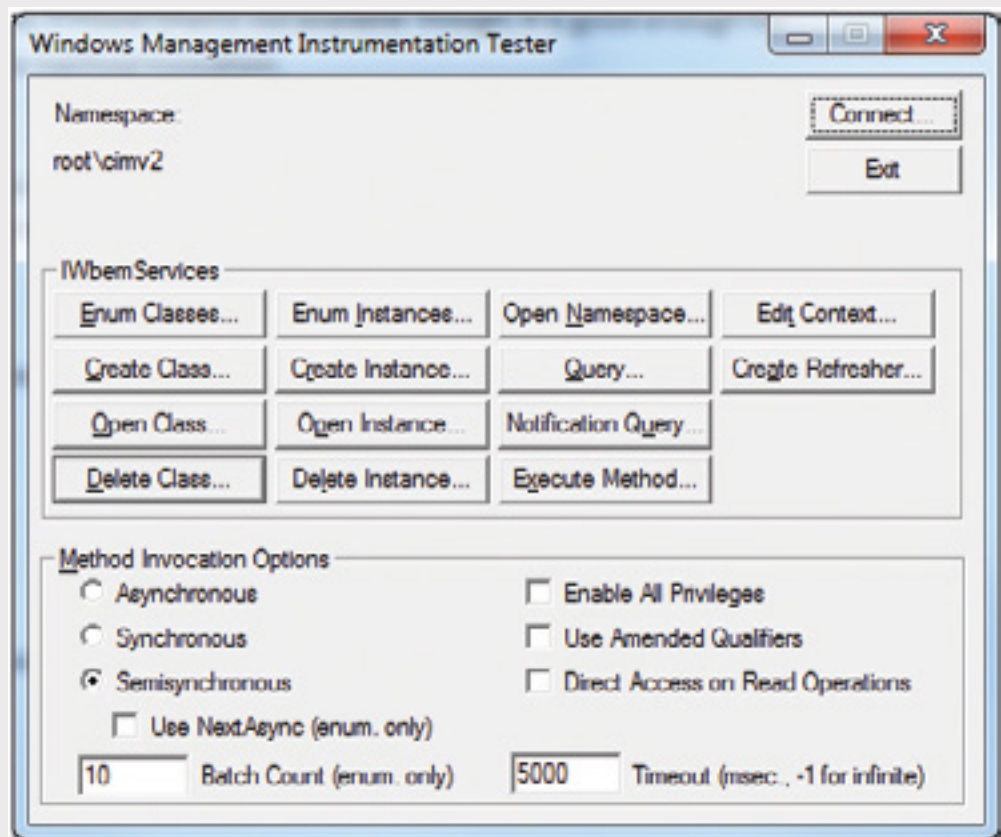 Windows Management Instrumentation Tester
Namespace:
Connect...
root\cimv2
Exit
IWbemServices
Enum Classes... Enum Instances... Open Namespace... Edit Context...
Create Class... Create Instance... Query... Create Refresher...
Open Class... Open Instance... Notification Query...
Delete Class... Delete Instance... Execute Method...
Method Invocation Options
Asynchronous Enable All Privileges
Synchronous Use Amended Qualifiers
Semisynchronous Direct Access on Read Operations
Use NextAsync (enum. only)
10 Batch Count (enum. only) 5000 Timeout (msec., -1 for infinite)